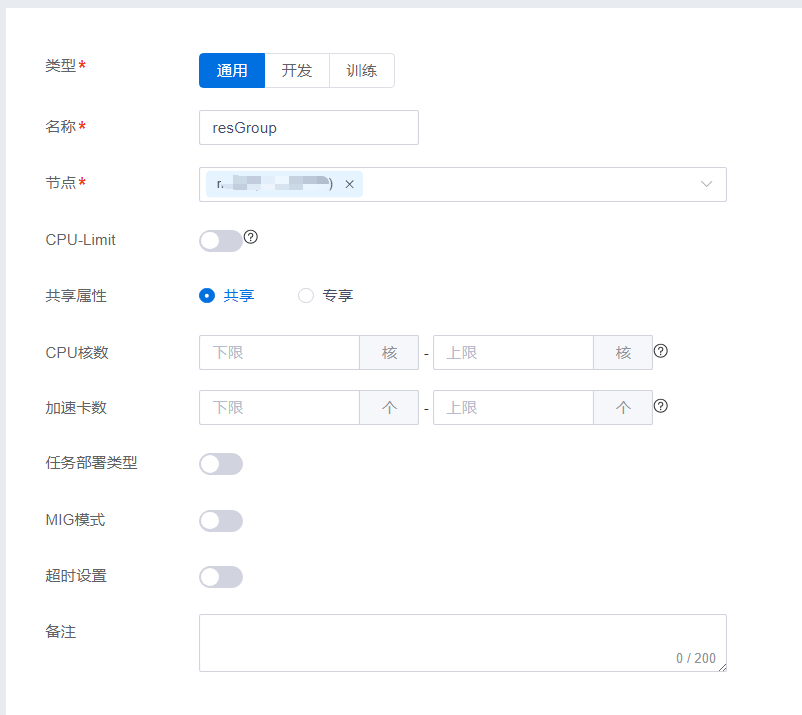 类型* 通用 开发 训练
名称* resGroup
节点* )
CPU-Limit
共享属性 共享 专享
CPU核数 下限 核 - 上限 核
加速卡数 下限 个 - 上限 个
任务部署类型
MIG模式
超时设置
备注
0 / 200